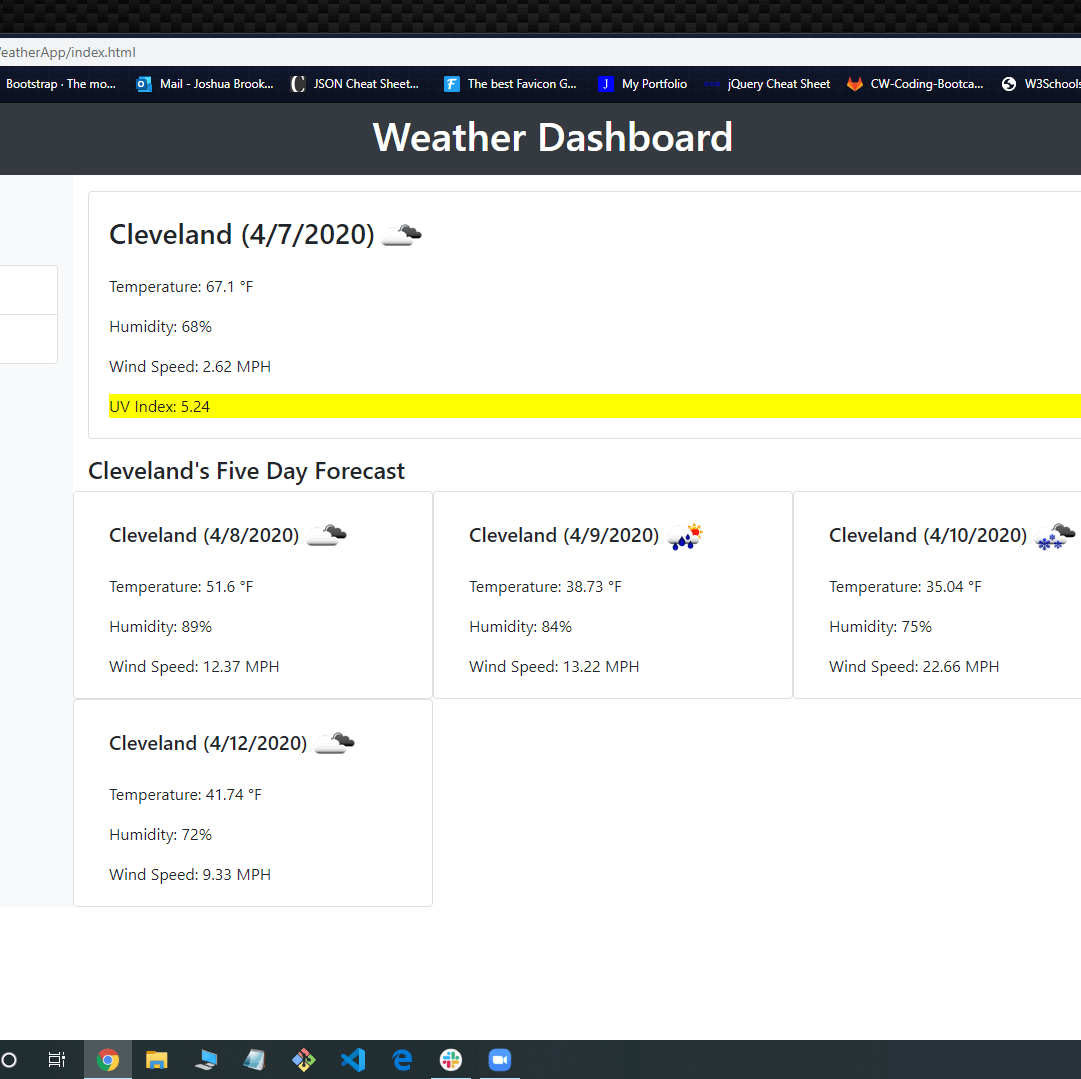 /eatherApp/index.html
Bootstrap · The mo... Mail - Joshua Brook... JSON Cheat Sheet... The best Favicon G... My Portfolio jQuery Cheat Sheet CW-Coding-Bootca... W3Schools
Weather Dashboard
Cleveland (4/7/2020)
Temperature: 67.1 °F
Humidity: 68%
Wind Speed: 2.62 MPH
UV Index: 5.24
Cleveland's Five Day Forecast
Cleveland (4/8/2020)
Temperature: 51.6 °F
Humidity: 89%
Wind Speed: 12.37 MPH
Cleveland (4/9/2020)
Temperature: 38.73 °F
Humidity: 84%
Wind Speed: 13.22 MPH
Cleveland (4/10/2020)
Temperature: 35.04 °F
Humidity: 75%
Wind Speed: 22.66 MPH
Cleveland (4/12/2020)
Temperature: 41.74 °F
Humidity: 72%
Wind Speed: 9.33 MPH